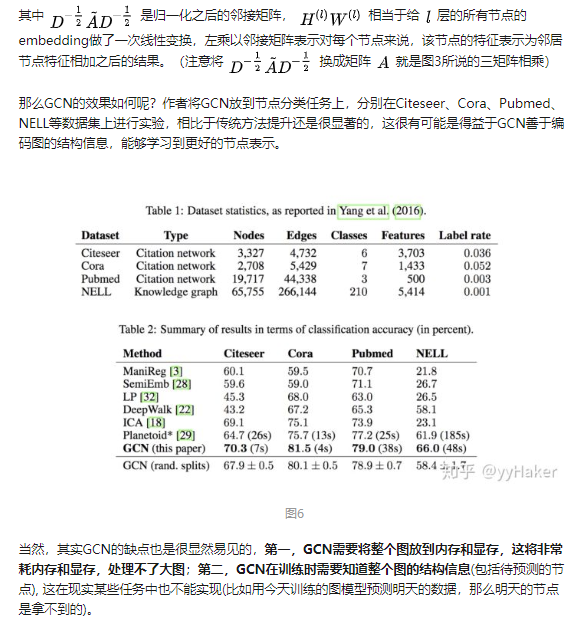 其中 D^{-\frac{1}{2}}ÃD^{-\frac{1}{2}} 是归一化之后的邻接矩阵，H^{(l)}W^{(l)} 相当于给 l 层的所有节点的
embedding做了一次线性变换，左乘以邻接矩阵表示对每个节点来说，该节点的特征表示为邻居
节点特征相加之后的结果。（注意将 D^{-\frac{1}{2}}ÃD^{-\frac{1}{2}} 换成矩阵 A 就是图3所说的三矩阵相乘）
那么GCN的效果如何呢？作者将GCN放到节点分类任务上，分别在Citeseer、Cora、Pubmed、
NELL等数据集上进行实验，相比于传统方法提升还是很显著的，这很有可能是得益于GCN善于编
码图的结构信息，能够学习到更好的节点表示。
Table 1: Dataset statistics, as reported in Yang et al. (2016).
Dataset Type Nodes Edges Classes Features Label rate
Citeseer Citation network 3,327 4,732 6 3,703 0.036
Cora Citation network 2,708 5,429 7 1,433 0.052
Pubmed Citation network 19,717 44,338 3 500 0.003
NELL Knowledge graph 65,755 266,144 210 5,414 0.001
Table 2: Summary of results in terms of classification accuracy (in percent).
Method Citeseer Cora Pubmed NELL
ManiReg [3] 60.1 59.5 70.7 21.8
SemiEmb [28] 59.6 59.0 71.1 26.7
LP [32] 45.3 68.0 63.0 26.5
DeepWalk [22] 43.2 67.2 65.3 58.1
ICA [18] 69.1 75.1 73.9 23.1
Planetoid* [29] 64.7 (26s) 75.7 (13s) 77.2 (25s) 61.9 (185s)
GCN (this paper) 70.3 (7s) 81.5 (4s) 79.0 (38s) 66.0 (48s)
GCN (rand. splits) 67.9 ± 0.5 80.1 ± 0.5 78.9 ± 0.7 58.4 ± 1.7
知乎 @yyHaker
图6
当然，其实GCN的缺点也是很显然易见的，第一，GCN需要将整个图放到内存和显存，这将非常
耗内存和显存，处理不了大图；第二，GCN在训练时需要知道整个图的结构信息(包括待预测的节
点), 这在现实某些任务中也不能实现(比如用今天训练的图模型预测明天的数据，那么明天的节点
是拿不到的)。